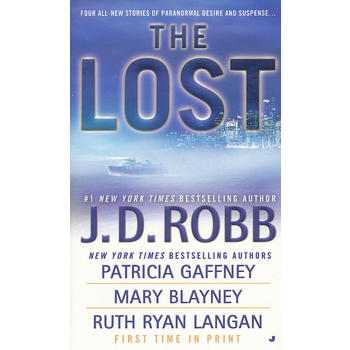 FOUR ALL-NEW STORIES OF PARANORMAL DESIRE AND SUSPENSE...
THE
LOST
#1 NEW YORK TIMES BESTSELLING AUTHOR
J. D. ROBB
NEW YORK TIMES BESTSELLING AUTHORS
PATRICIA GAFFNEY
MARY BLAYNEY
RUTH RYAN LANGAN
FIRST TIME IN PRINT
J